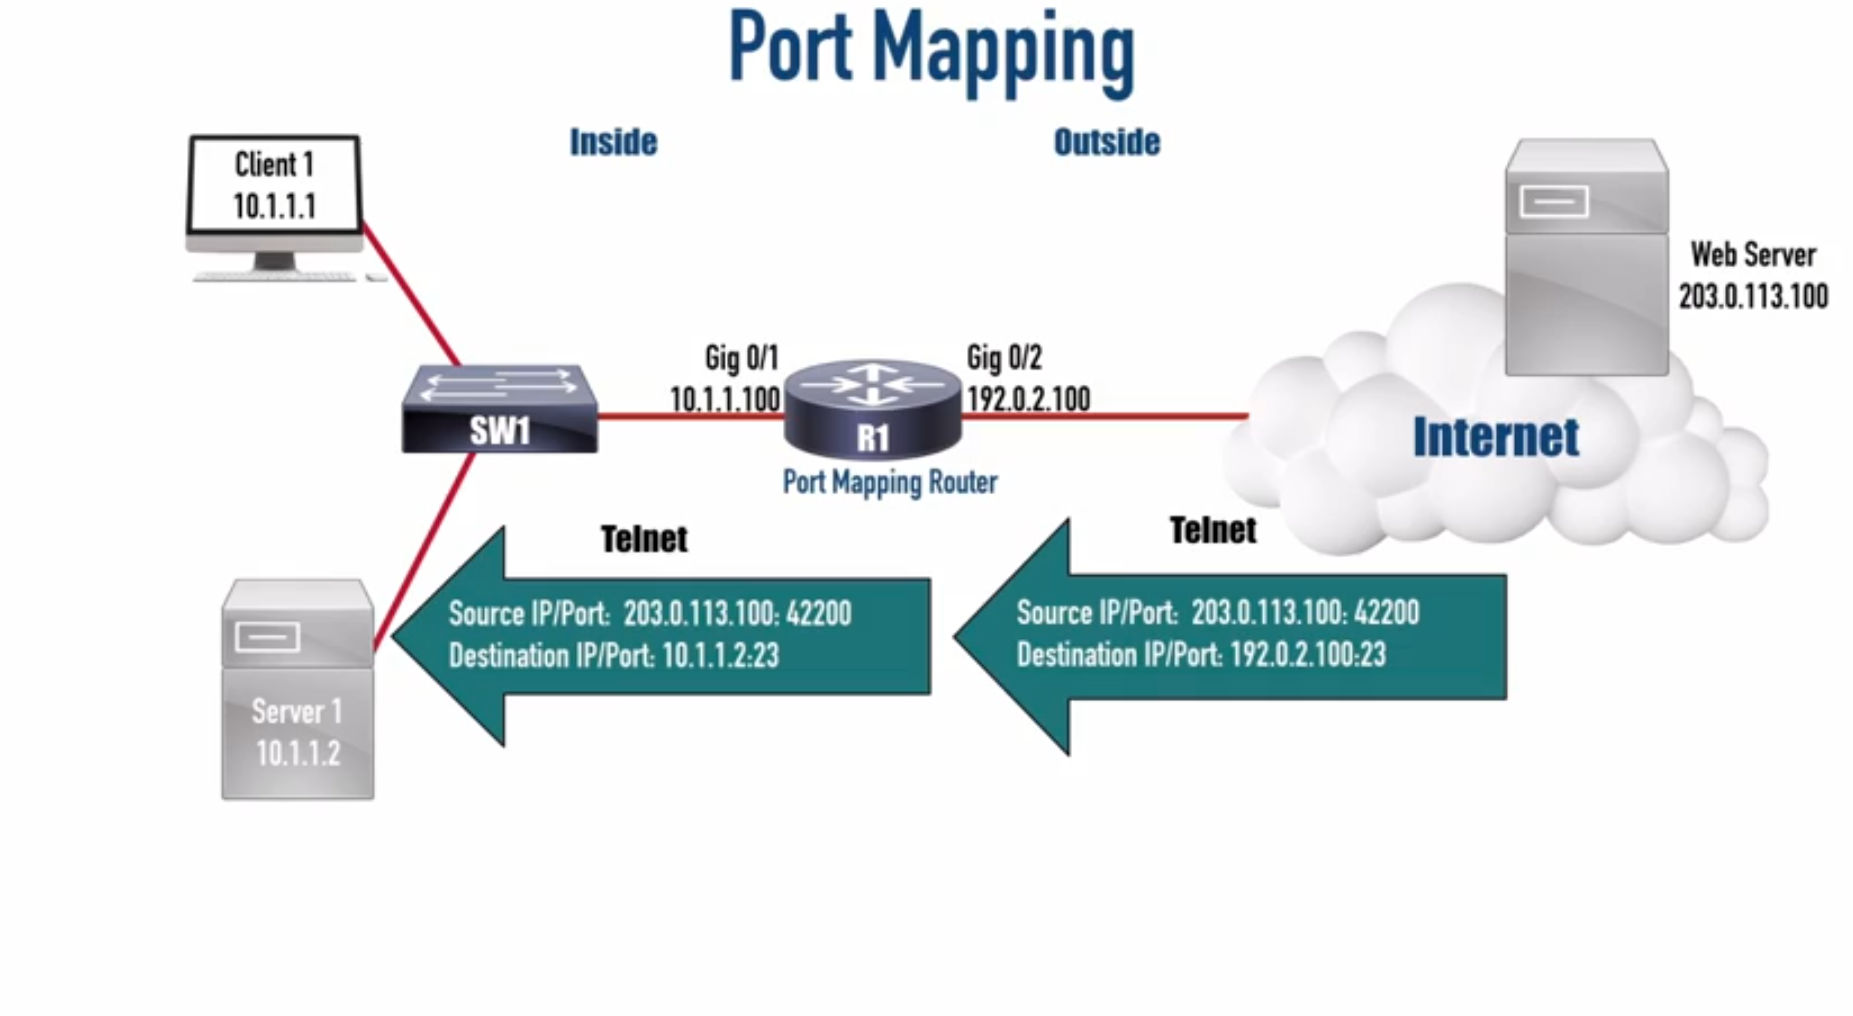 Port Mapping
Inside
Outside
Client 1
10.1.1.1
Web Server
203.0.113.100
Gig 0/1
10.1.1.100
Gig 0/2
192.0.2.100
SW1
R1
Port Mapping Router
Internet
Telnet
Source IP/Port: 203.0.113.100: 42200
Destination IP/Port: 10.1.1.2:23
Telnet
Source IP/Port: 203.0.113.100: 42200
Destination IP/Port: 192.0.2.100:23
Server 1
10.1.1.2